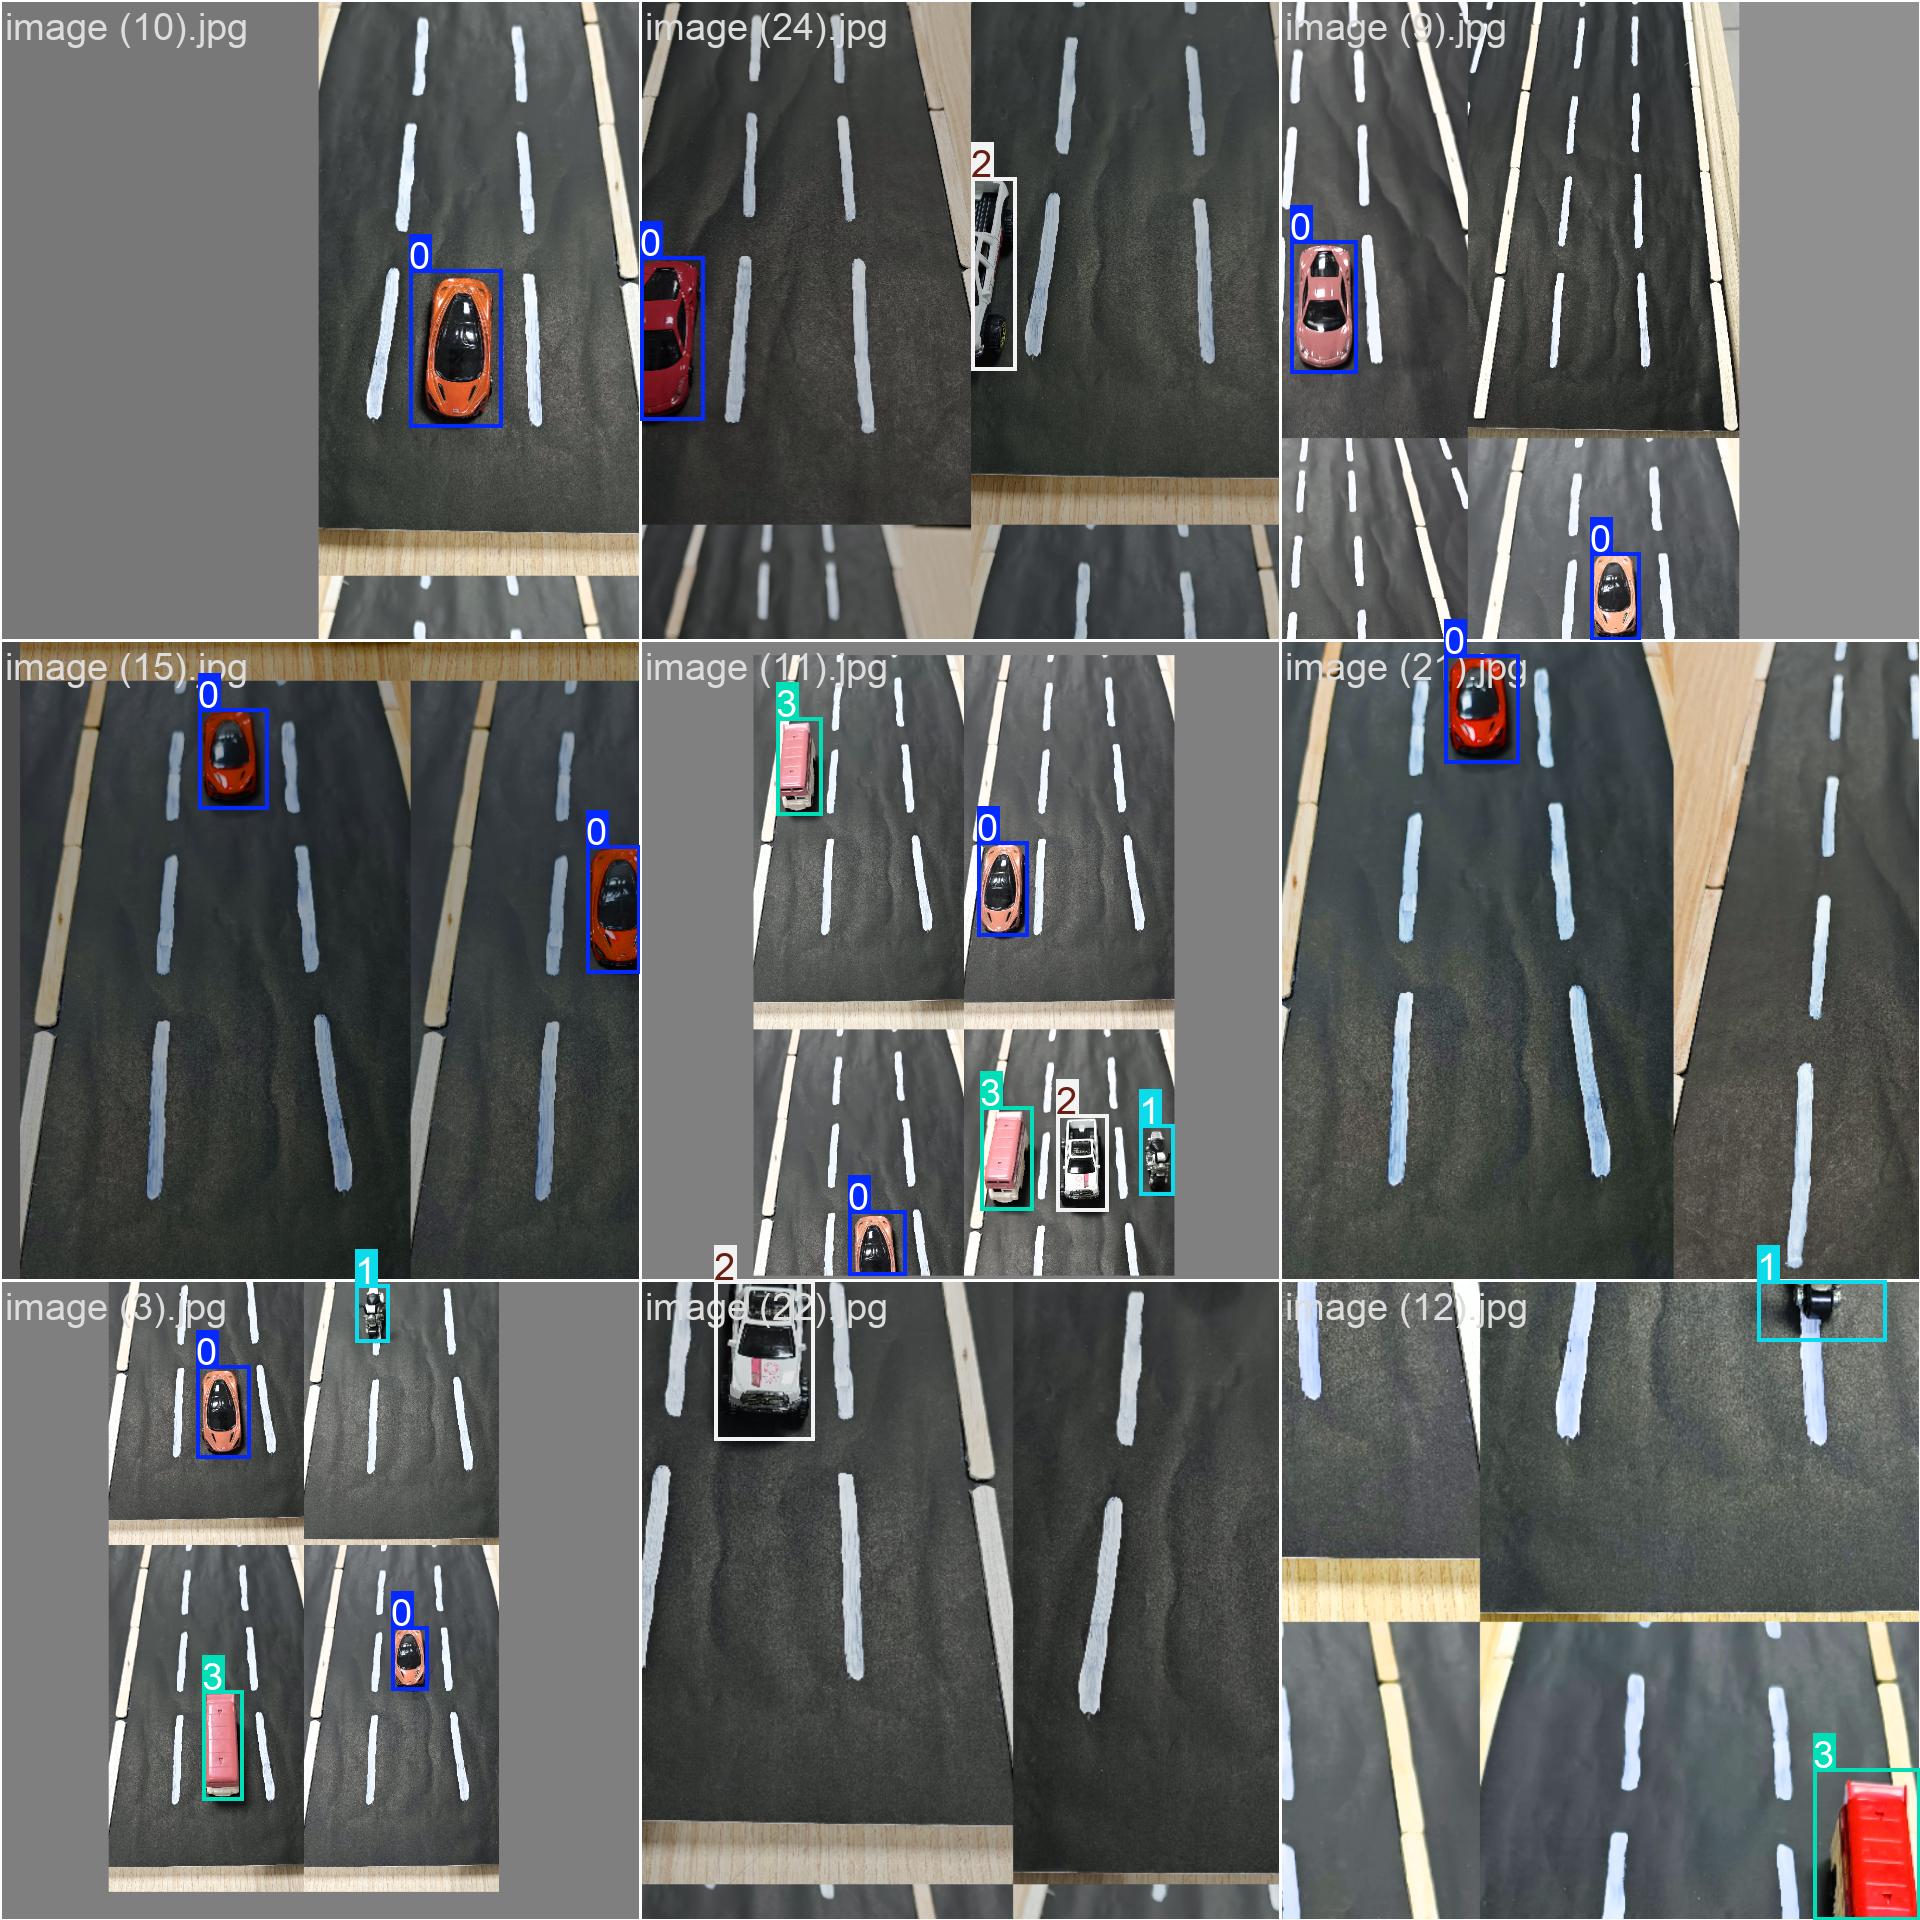 image (10).jpg
image (24).jpg
image (9).jpg
2
0
0
0
0
0
image (15).jpg
image (11).jpg
image (21).jpg
0
0
3
0
0
3
2
1
0
image (3).jpg
image (22).jpg
image (12).jpg
1
2
1
0
0
3
3